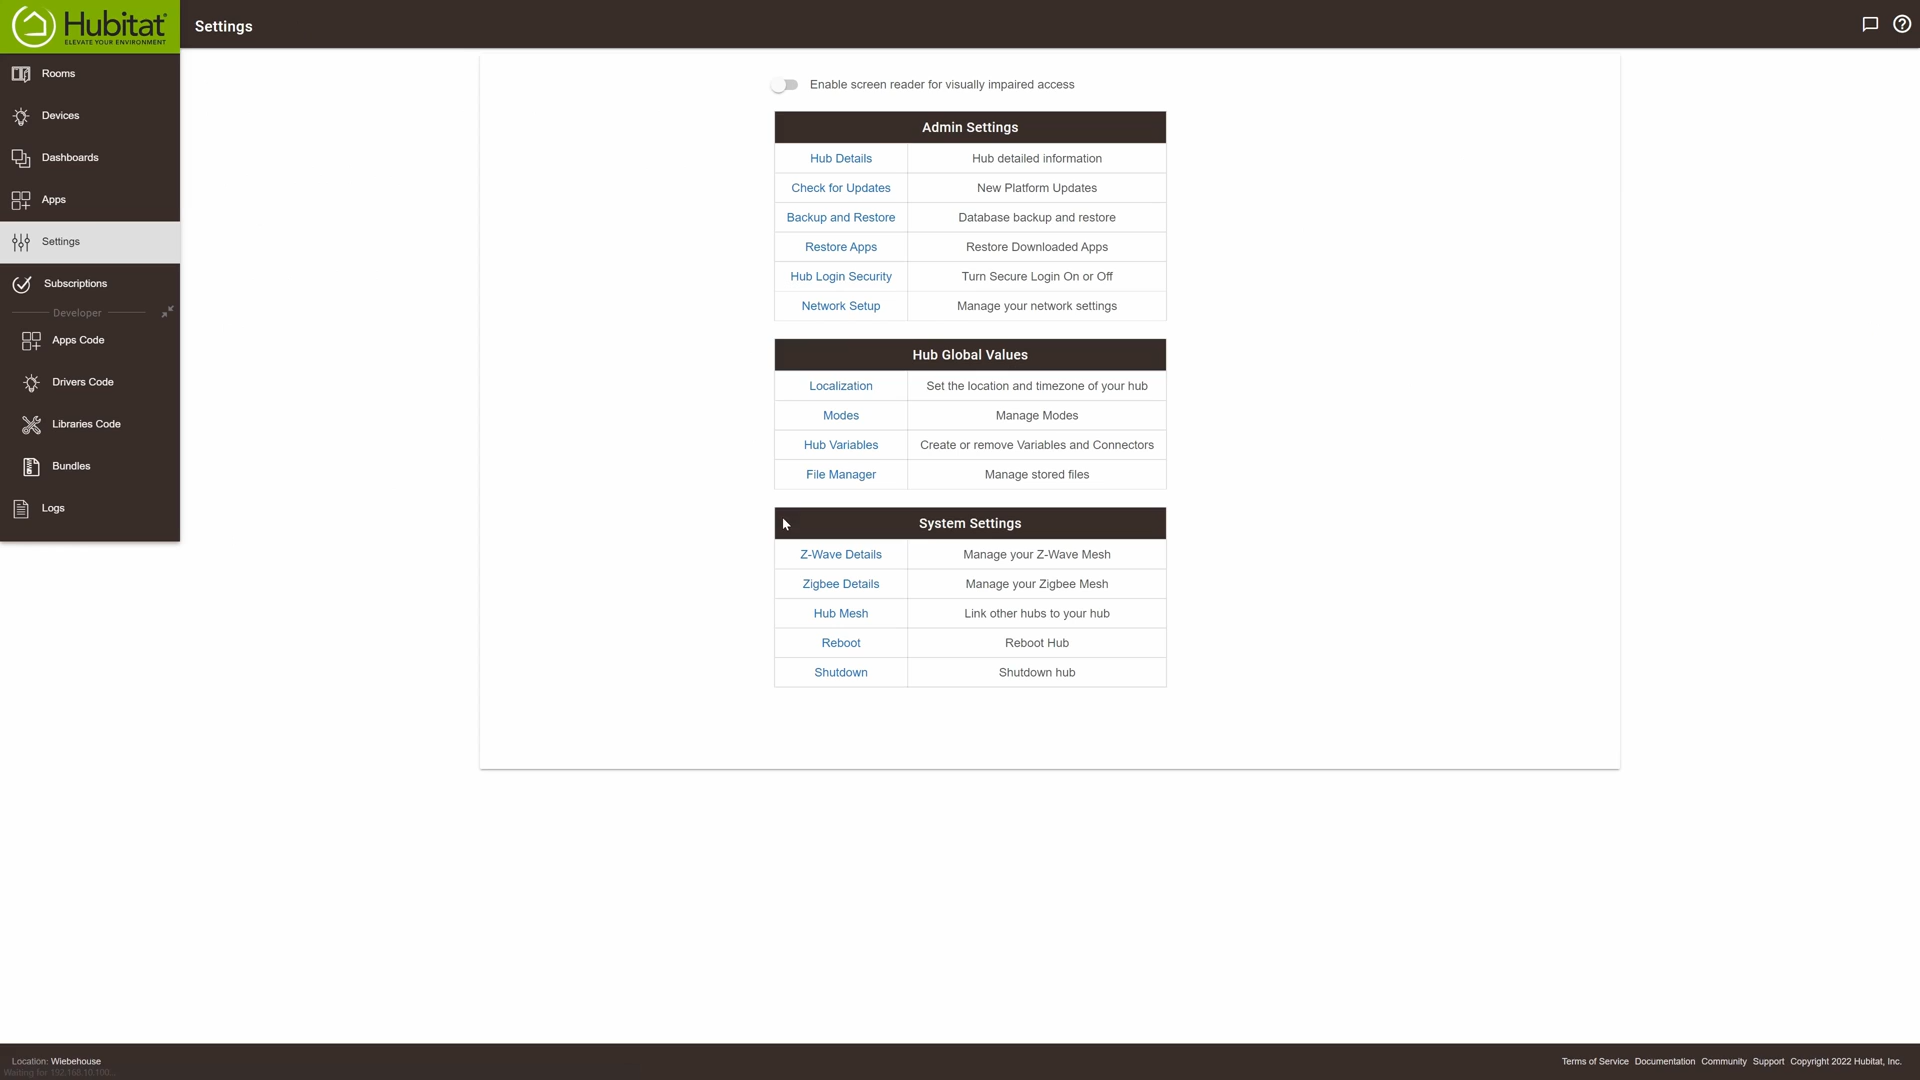 Hubitat
ELEVATE YOUR ENVIRONMENT
Settings
Rooms
Devices
Dashboards
Apps
Settings
Subscriptions
Developer
Apps Code
Drivers Code
Libraries Code
Bundles
Logs
Enable screen reader for visually impaired access
Admin Settings
Hub Details Hub detailed information
Check for Updates New Platform Updates
Backup and Restore Database backup and restore
Restore Apps Restore Downloaded Apps
Hub Login Security Turn Secure Login On or Off
Network Setup Manage your network settings
Hub Global Values
Localization Set the location and timezone of your hub
Modes Manage Modes
Hub Variables Create or remove Variables and Connectors
File Manager Manage stored files
System Settings
Z-Wave Details Manage your Z-Wave Mesh
Zigbee Details Manage your Zigbee Mesh
Hub Mesh Link other hubs to your hub
Reboot Reboot Hub
Shutdown Shutdown hub
Location: Wiebehouse
Waiting for 192.168.10.100...
Terms of Service Documentation Community Support Copyright 2022 Hubitat, Inc.